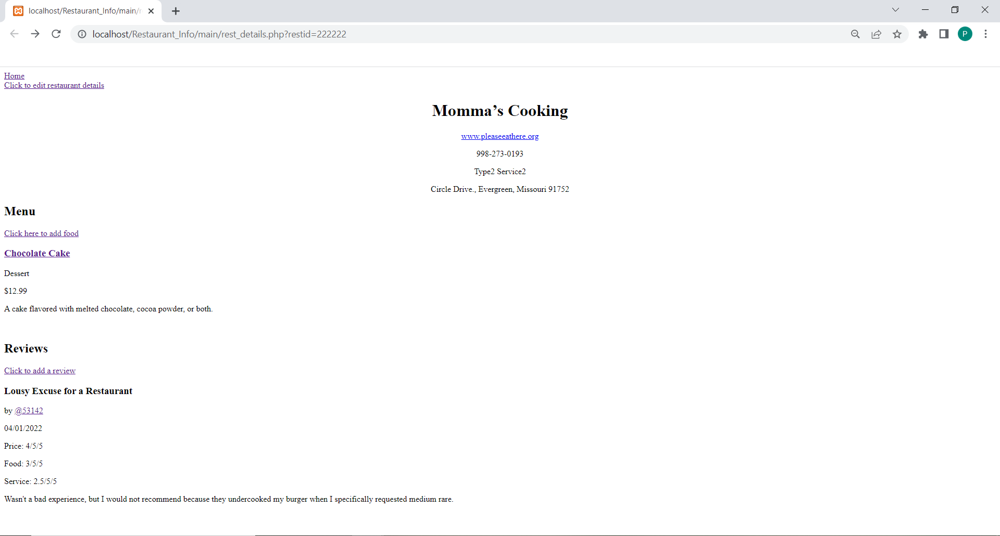 localhost/Restaurant_Info/main/r
localhost/Restaurant_Info/main/rest_details.php?restid=222222
P
Home
Click to edit restaurant details
Momma’s Cooking
www.pleaseeathere.org
998-273-0193
Type2 Service2
Circle Drive., Evergreen, Missouri 91752
Menu
Click here to add food
Chocolate Cake
Dessert
$12.99
A cake flavored with melted chocolate, cocoa powder, or both.
Reviews
Click to add a review
Lousy Excuse for a Restaurant
by @53142
04/01/2022
Price: 4/5/5
Food: 3/5/5
Service: 2.5/5/5
Wasn't a bad experience, but I would not recommend because they undercooked my burger when I specifically requested medium rare.